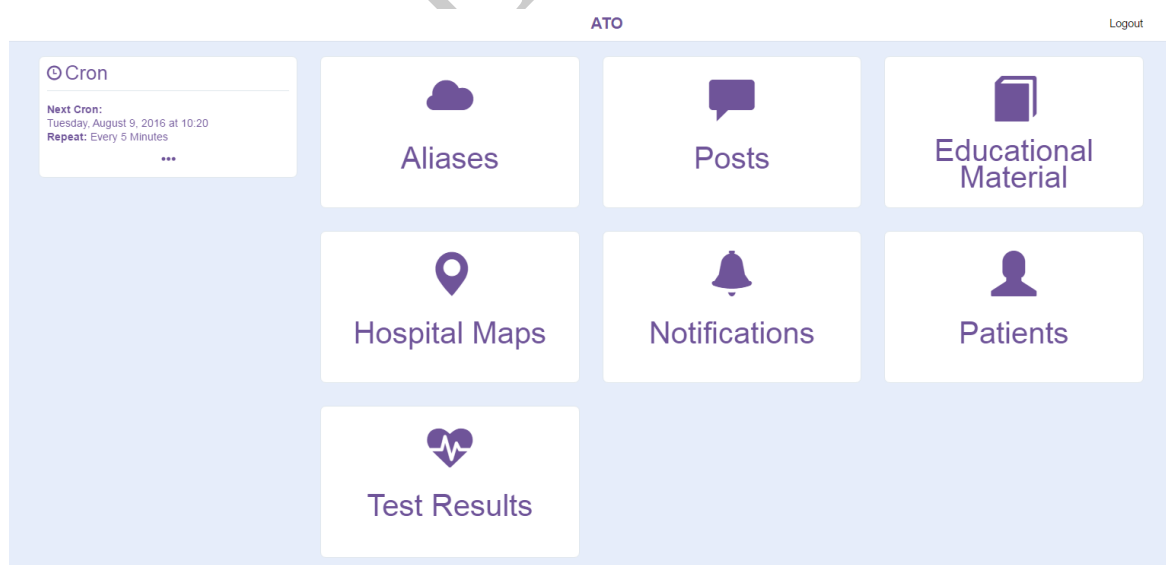 ATO
Logout
Cron
Next Cron:
Tuesday, August 9, 2016 at 10:20
Repeat: Every 5 Minutes
Aliases
Posts
Educational
Material
Hospital Maps
Notifications
Patients
Test Results